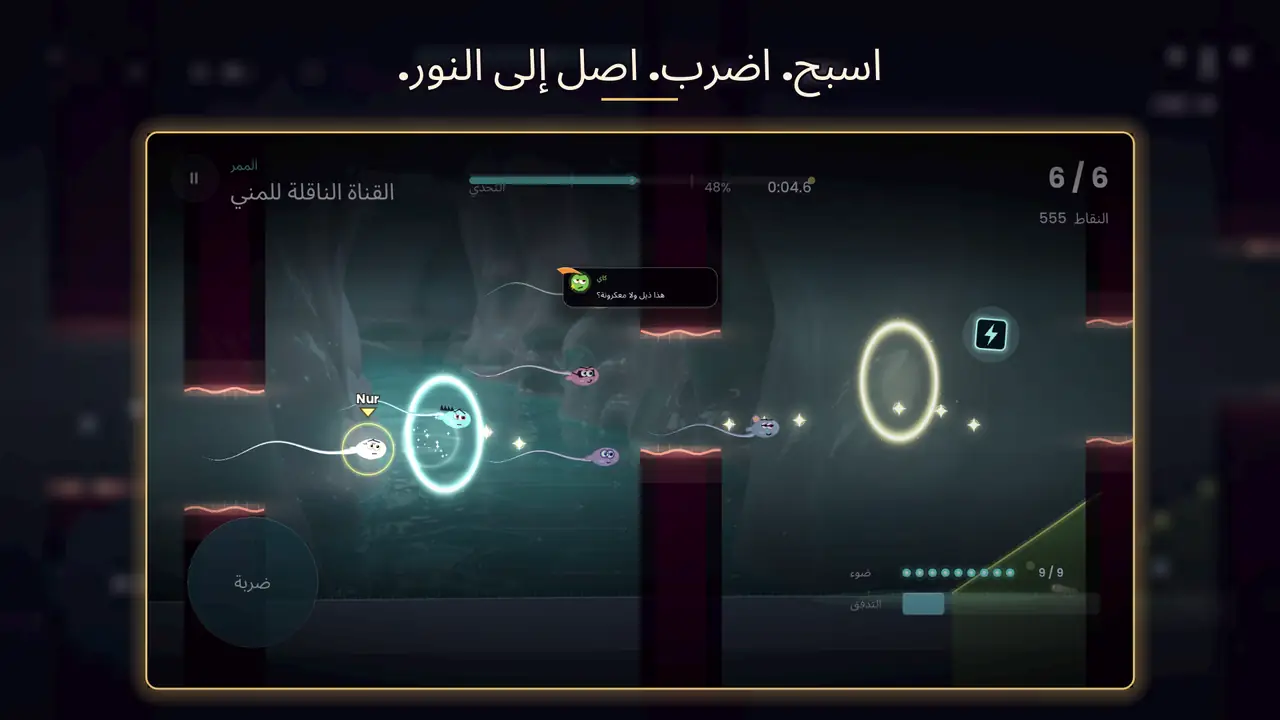 اسبح. اضرب. اصل إلى النور.
الممر
القناة الناقلة للمني
التحدي
48%
0:04.6
6 / 6
النقاط 555
كاي
هذا ذيل ولا معكرونة؟
Nur
ضربة
ضوء
9 / 9
التدفق